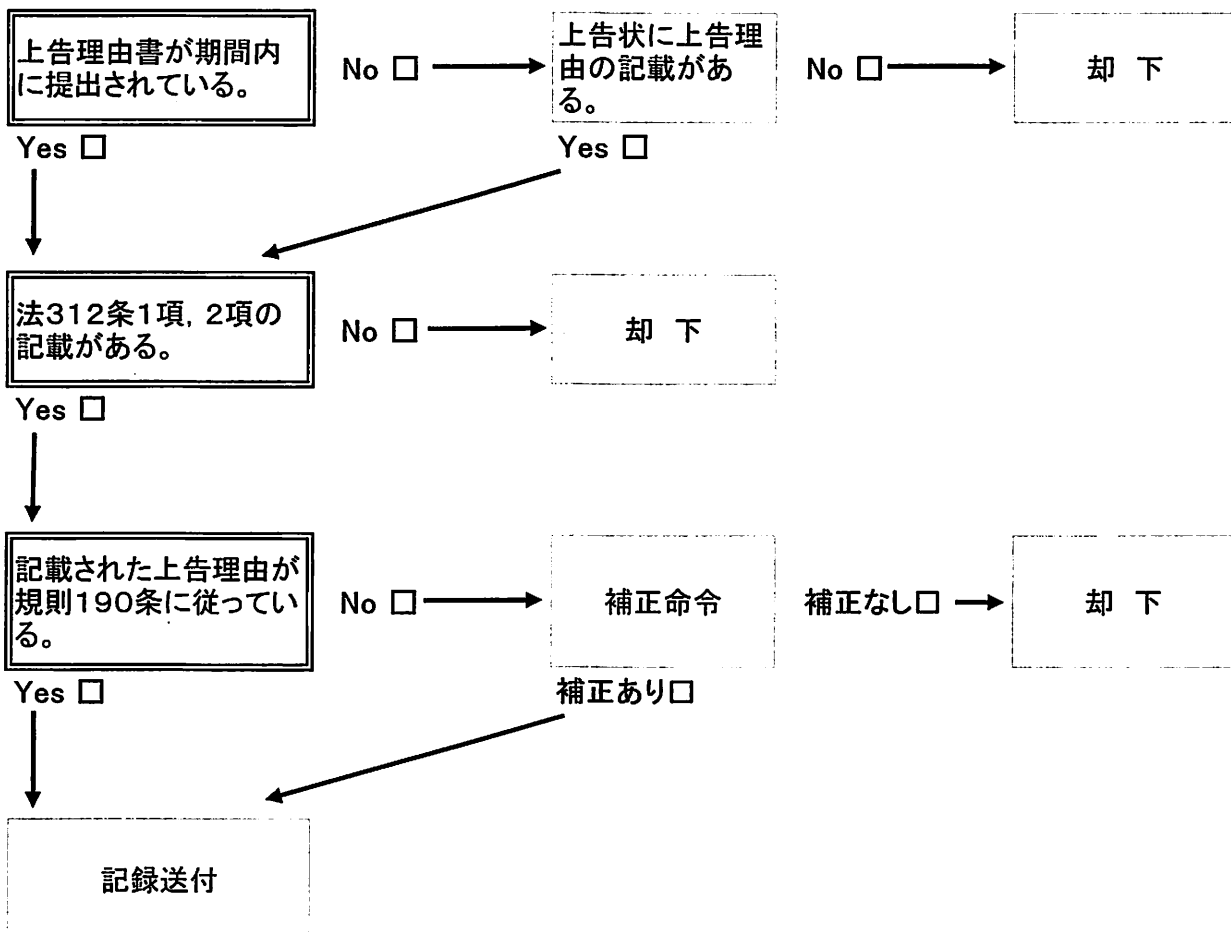 上告理由書が期間内
に提出されている。
No □
上告状に上告理
由の記載があ
る。
No □
却 下
Yes □
Yes □
法312条1項, 2項の
記載がある。
No □
却 下
Yes □
記載された上告理由が
規則190条に従ってい
る。
No □
補正命令
補正なし□
却 下
Yes □
補正あり□
記録送付